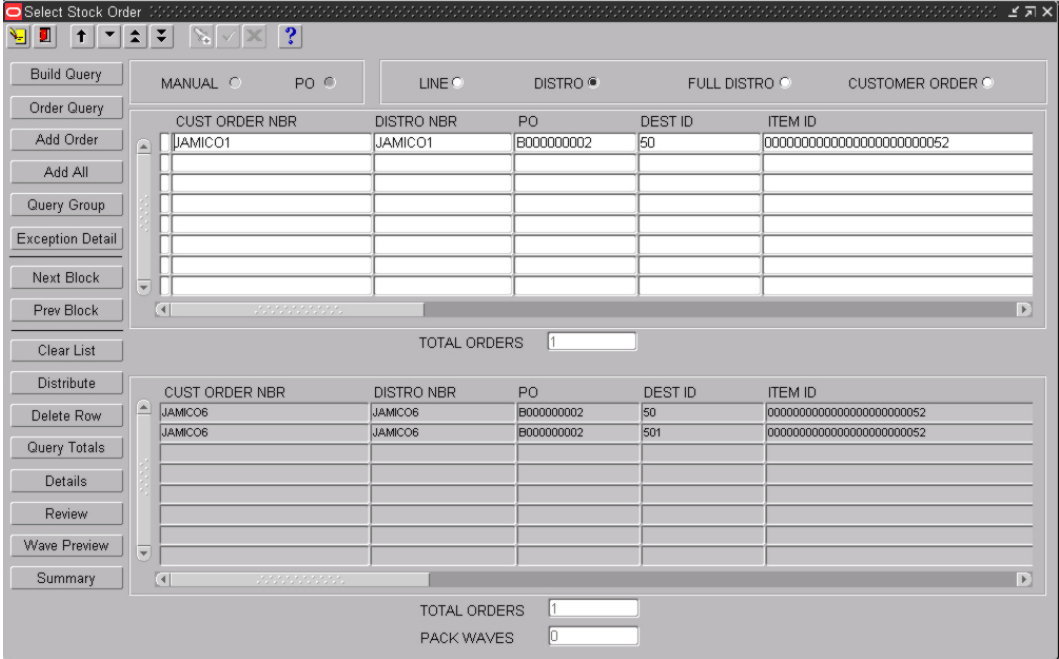 Select Stock Order
?
Build Query
Order Query
Add Order
Add All
Query Group
Exception Detail
Next Block
Prev Block
Clear List
Distribute
Delete Row
Query Totals
Details
Review
Wave Preview
Summary
MANUAL PO LINE DISTRO FULL DISTRO CUSTOMER ORDER
CUST ORDER NBR DISTRO NBR PO DEST ID ITEM ID
JAMICO1 JAMICO1 B000000002 50 0000000000000000000000052
TOTAL ORDERS 1
CUST ORDER NBR DISTRO NBR PO DEST ID ITEM ID
JAMICO6 JAMICO6 B000000002 50 0000000000000000000000052
JAMICO6 JAMICO6 B000000002 501 0000000000000000000000052
TOTAL ORDERS 1
PACK WAVES 0